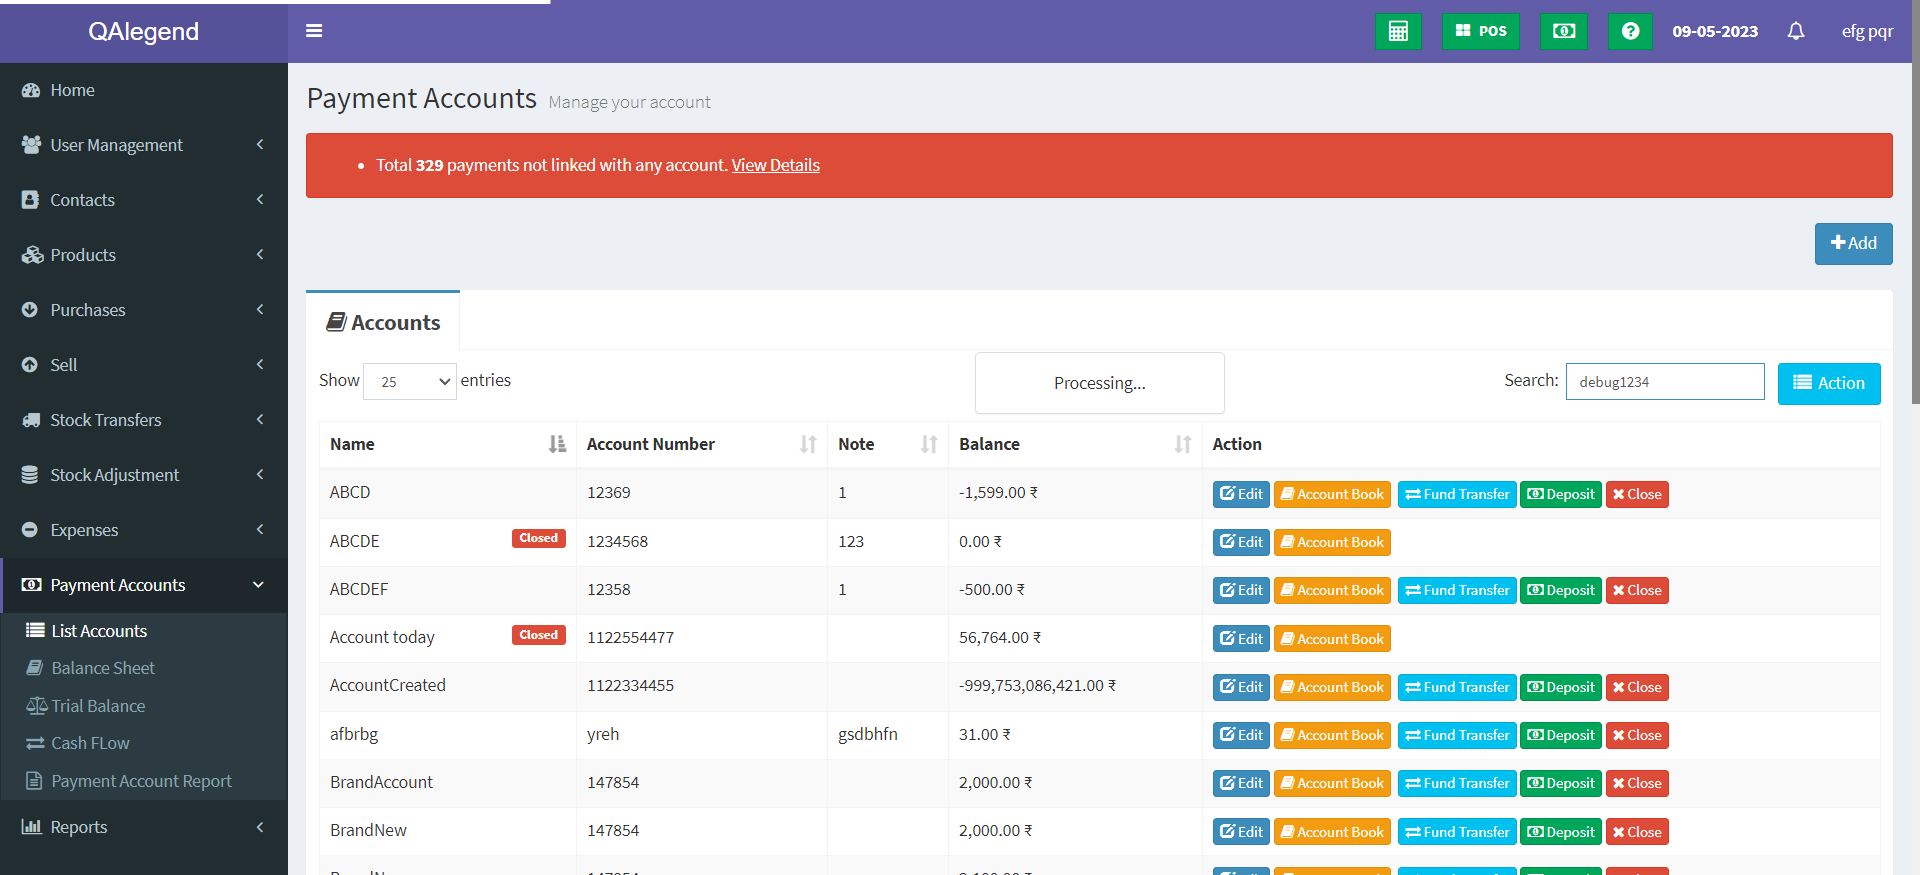 QAlegend
POS
09-05-2023
efg pqr
Home
User Management
Contacts
Products
Purchases
Sell
Stock Transfers
Stock Adjustment
Expenses
Payment Accounts
List Accounts
Balance Sheet
Trial Balance
Cash FLow
Payment Account Report
Reports
Payment Accounts Manage your account
Total 329 payments not linked with any account. View Details
Add
Accounts
Show 25 entries
Processing...
Search: debug1234
Action
Name Account Number Note Balance Action
ABCD 12369 1 -1,599.00 ₹ Edit Account Book Fund Transfer Deposit Close
ABCDE Closed 1234568 123 0.00 ₹ Edit Account Book
ABCDEF 12358 1 -500.00 ₹ Edit Account Book Fund Transfer Deposit Close
Account today Closed 1122554477 56,764.00 ₹ Edit Account Book
AccountCreated 1122334455 -999,753,086,421.00 ₹ Edit Account Book Fund Transfer Deposit Close
afbrbg yreh gsdbhfn 31.00 ₹ Edit Account Book Fund Transfer Deposit Close
BrandAccount 147854 2,000.00 ₹ Edit Account Book Fund Transfer Deposit Close
BrandNew 147854 2,000.00 ₹ Edit Account Book Fund Transfer Deposit Close